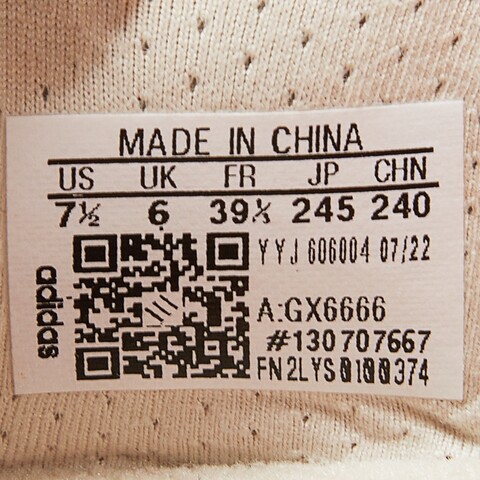 MADE IN CHINA
US UK FR JP CHN
7½ 6 39⅓ 245 240
YYJ 606004 07/22
adidas
A:GX6666
#130707667
FN2LYS0100374